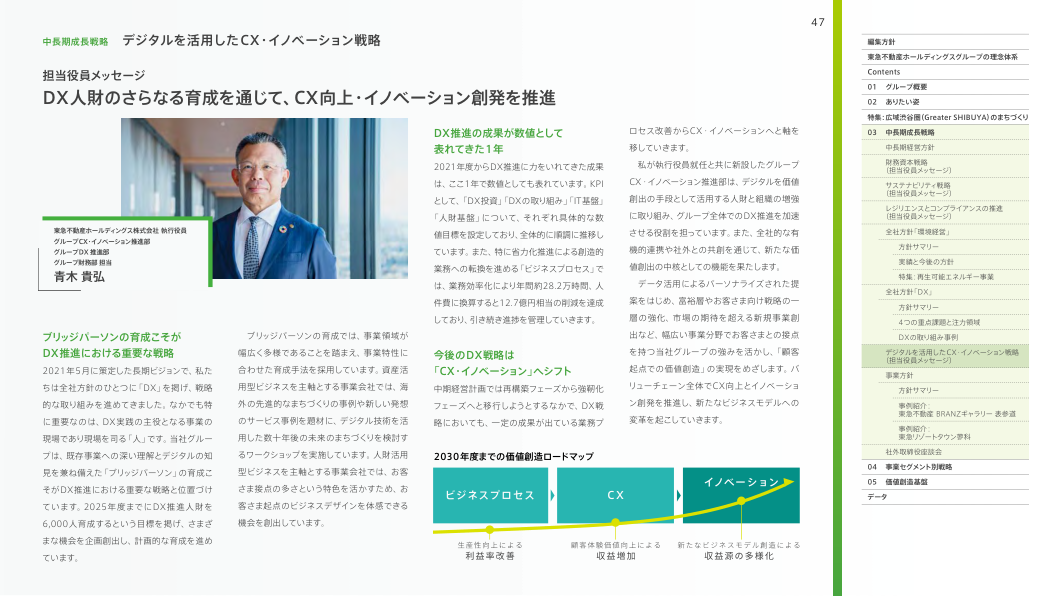 47
中長期成長戦略 デジタルを活用したCX・イノベーション戦略
担当役員メッセージ
DX人財のさらなる育成を通じて、CX向上・イノベーション創発を推進
東急不動産ホールディングス株式会社 執行役員
グループCX・イノベーション推進部
グループDX 推進部
グループ財務部 担当
青木 貴弘
ブリッジパーソンの育成こそが
DX推進における重要な戦略
2021年5月に策定した長期ビジョンで、私た
ちは全社方針のひとつに「DX」を掲げ、戦略
的な取り組みを進めてきました。なかでも特
に重要なのは、DX実践の主役となる事業の
現場であり現場を司る「人」です。当社グルー
プは、既存事業への深い理解とデジタルの知
見を兼ね備えた「ブリッジパーソン」の育成こ
そがDX推進における重要な戦略と位置づけ
ています。2025年度までにDX推進人財を
6,000人育成するという目標を掲げ、さまざ
まな機会を企画創出し、計画的な育成を進め
ています。
ブリッジパーソンの育成では、事業領域が
幅広く多様であることを踏まえ、事業特性に
合わせた育成手法を採用しています。資産活
用型ビジネスを主軸とする事業会社では、海
外の先進的なまちづくりの事例や新しい発想
のサービス事例を題材に、デジタル技術を活
用した数十年後の未来のまちづくりを検討す
るワークショップを実施しています。人財活用
型ビジネスを主軸とする事業会社では、お客
さま接点の多さという特色を活かすため、お
客さま起点のビジネスデザインを体感できる
機会を創出しています。
DX推進の成果が数値として
表れてきた1年
2021年度からDX推進に力をいれてきた成果
は、ここ1年で数値としても表れています。KPI
として、「DX投資」「DXの取り組み」「IT基盤」
「人財基盤」について、それぞれ具体的な数
値目標を設定しており、全体的に順調に推移し
ています。また、特に省力化推進による創造的
業務への転換を進める「ビジネスプロセス」で
は、業務効率化により年間約28.2万時間、人
件費に換算すると12.7億円相当の削減を達成
しており、引き続き進捗を管理していきます。
今後のDX戦略は
「CX・イノベーション」へシフト
中期経営計画では再構築フェーズから強靭化
フェーズへと移行しようとするなかで、DX戦
略においても、一定の成果が出ている業務プ
ロセス改善からCX・イノベーションへと軸を
移していきます。
私が執行役員就任と共に新設したグループ
CX・イノベーション推進部は、デジタルを価値
創出の手段として活用する人財と組織の増強
に取り組み、グループ全体でのDX推進を加速
させる役割を担っています。また、全社的な有
機的連携や社外との共創を通じて、新たな価
値創出の中核としての機能を果たします。
データ活用によるパーソナライズされた提
案をはじめ、富裕層やお客さま向け戦略の一
層の強化、市場の期待を超える新規事業創
出など、幅広い事業分野でお客さまとの接点
を持つ当社グループの強みを活かし、「顧客
起点での価値創造」の実現をめざします。バ
リューチェーン全体でCX向上とイノベーショ
ン創発を推進し、新たなビジネスモデルへの
変革を起こしていきます。
2030年度までの価値創造ロードマップ
ビジネスプロセス
CX
イノベーション
生産性向上による
利益率改善
顧客体験価値向上による
収益増加
新たなビジネスモデル創造による
収益源の多様化
編集方針
東急不動産ホールディングスグループの理念体系
Contents
01 グループ概要
02 ありたい姿
特集：広域渋谷圏（Greater SHIBUYA）のまちづくり
03 中長期成長戦略
中長期経営方針
財務資本戦略
（担当役員メッセージ）
サステナビリティ戦略
（担当役員メッセージ）
レジリエンスとコンプライアンスの推進
（担当役員メッセージ）
全社方針「環境経営」
方針サマリー
実績と今後の方針
特集：再生可能エネルギー事業
全社方針「DX」
方針サマリー
4つの重点課題と注力領域
DXの取り組み事例
デジタルを活用したCX・イノベーション戦略
（担当役員メッセージ）
事業方針
方針サマリー
事例紹介：
東急不動産 BRANZギャラリー 表参道
事例紹介：
東急リゾートタウン蓼科
社外取締役座談会
04 事業セグメント別戦略
05 価値創造基盤
データ